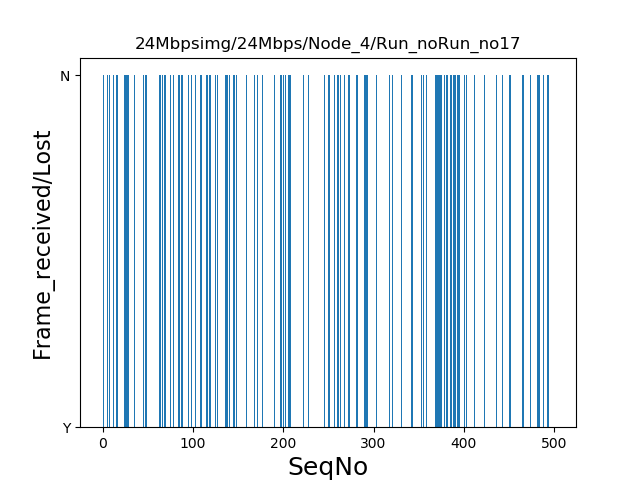 24Mbpsimg/24Mbps/Node_4/Run_noRun_no17
N
Frame_received/Lost
Y
0 100 200 300 400 500
SeqNo